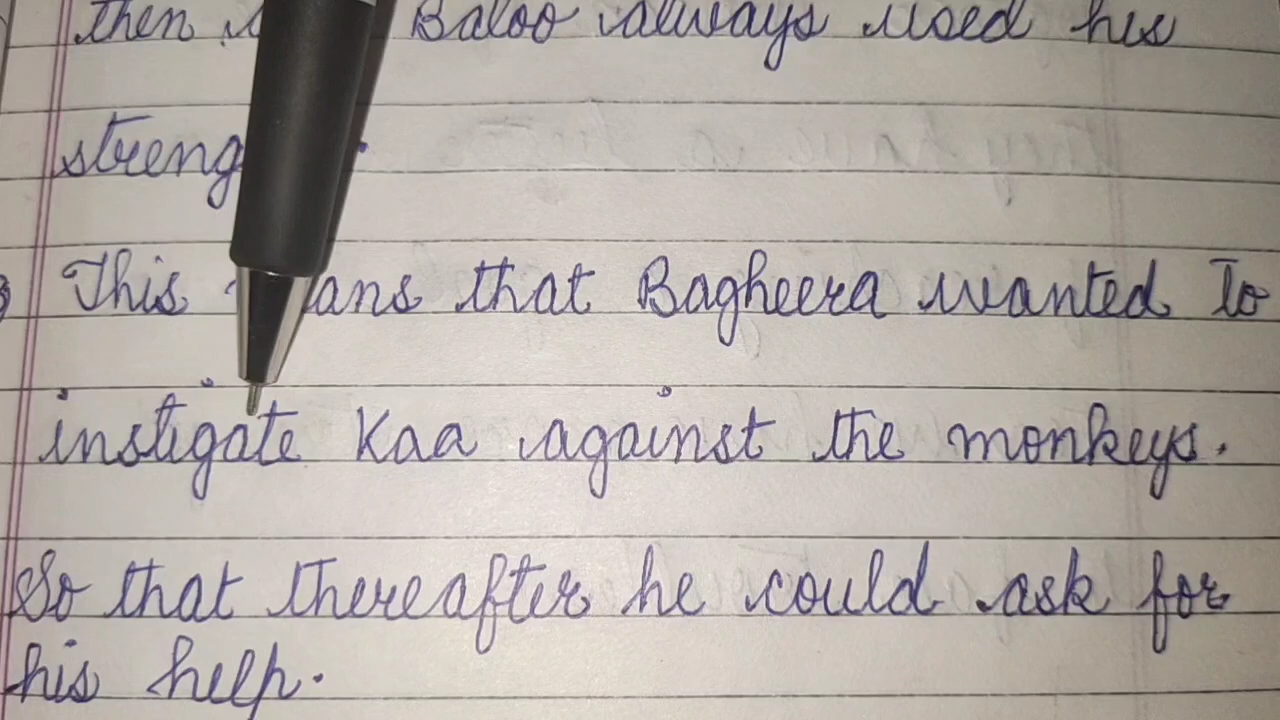 then Baloo always used his
streng
This ans that Bagheera wanted To
instigate Kaa against the monkeys.
So that thereafter he could ask for
his help.